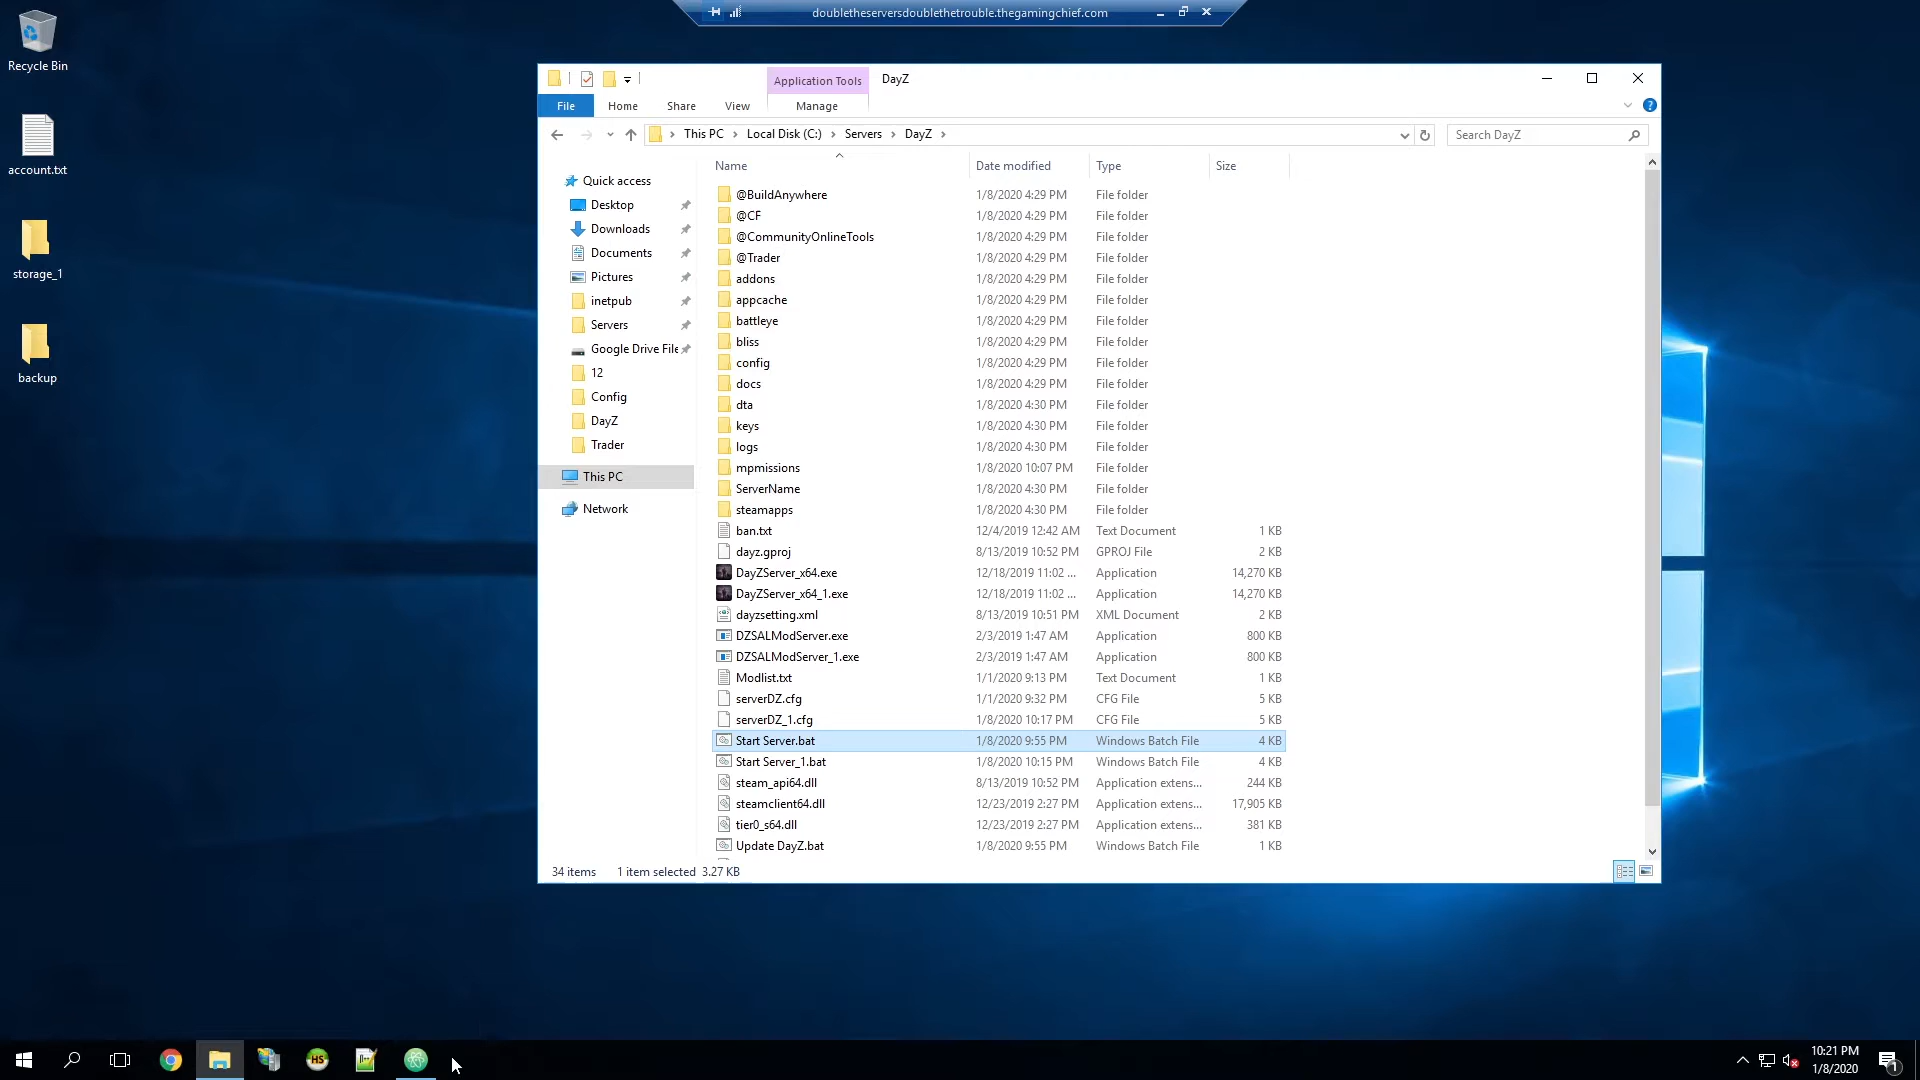 doubletheserversdoublethetrouble.thegamingchief.com
Recycle Bin
account.txt
storage_1
backup
Application Tools
DayZ
File
Home
Share
View
Manage
This PC
Local Disk (C:)
Servers
DayZ
Search DayZ
Quick access
Desktop
Downloads
Documents
Pictures
inetpub
Servers
Google Drive File
12
Config
DayZ
Trader
This PC
Network
Name Date modified Type Size
@BuildAnywhere 1/8/2020 4:29 PM File folder
@CF 1/8/2020 4:29 PM File folder
@CommunityOnlineTools 1/8/2020 4:29 PM File folder
@Trader 1/8/2020 4:29 PM File folder
addons 1/8/2020 4:29 PM File folder
appcache 1/8/2020 4:29 PM File folder
battleye 1/8/2020 4:29 PM File folder
bliss 1/8/2020 4:29 PM File folder
config 1/8/2020 4:29 PM File folder
docs 1/8/2020 4:29 PM File folder
dta 1/8/2020 4:30 PM File folder
keys 1/8/2020 4:30 PM File folder
logs 1/8/2020 4:30 PM File folder
mpmissions 1/8/2020 10:07 PM File folder
ServerName 1/8/2020 4:30 PM File folder
steamapps 1/8/2020 4:30 PM File folder
ban.txt 12/4/2019 12:42 AM Text Document 1 KB
dayz.gproj 8/13/2019 10:52 PM GPROJ File 2 KB
DayZServer_x64.exe 12/18/2019 11:02 ... Application 14,270 KB
DayZServer_x64_1.exe 12/18/2019 11:02 ... Application 14,270 KB
dayzsetting.xml 8/13/2019 10:51 PM XML Document 2 KB
DZSALModServer.exe 2/3/2019 1:47 AM Application 800 KB
DZSALModServer_1.exe 2/3/2019 1:47 AM Application 800 KB
Modlist.txt 1/1/2020 9:13 PM Text Document 1 KB
serverDZ.cfg 1/1/2020 9:32 PM CFG File 5 KB
serverDZ_1.cfg 1/8/2020 10:17 PM CFG File 5 KB
Start Server.bat 1/8/2020 9:55 PM Windows Batch File 4 KB
Start Server_1.bat 1/8/2020 10:15 PM Windows Batch File 4 KB
steam_api64.dll 8/13/2019 10:52 PM Application extens... 244 KB
steamclient64.dll 12/23/2019 2:27 PM Application extens... 17,905 KB
tier0_s64.dll 12/23/2019 2:27 PM Application extens... 381 KB
Update DayZ.bat 1/8/2020 9:55 PM Windows Batch File 1 KB
34 items 1 item selected 3.27 KB
HS
10:21 PM
1/8/2020
1